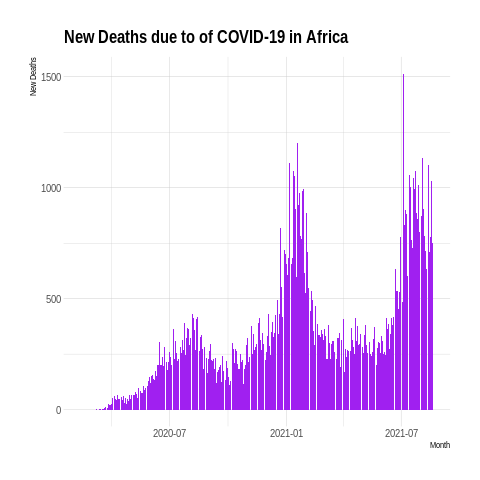 New Deaths due to of COVID-19 in Africa
New Deaths
1500
1000
500
0
2020-07
2021-01
2021-07
Month